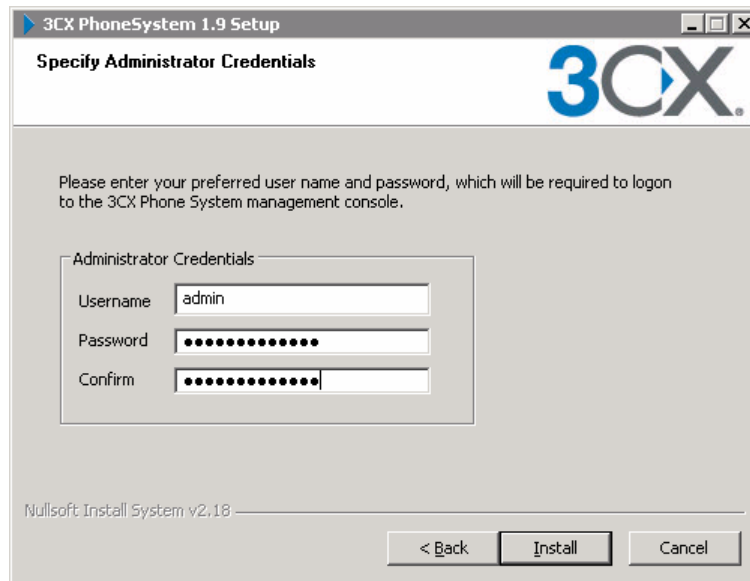 3CX PhoneSystem 1.9 Setup
Specify Administrator Credentials
3CX®
Please enter your preferred user name and password, which will be required to logon
to the 3CX Phone System management console.
Administrator Credentials
Username admin
Password ●●●●●●●●●●●●●
Confirm ●●●●●●●●●●●●●
Nullsoft Install System v2.18
< Back Install Cancel